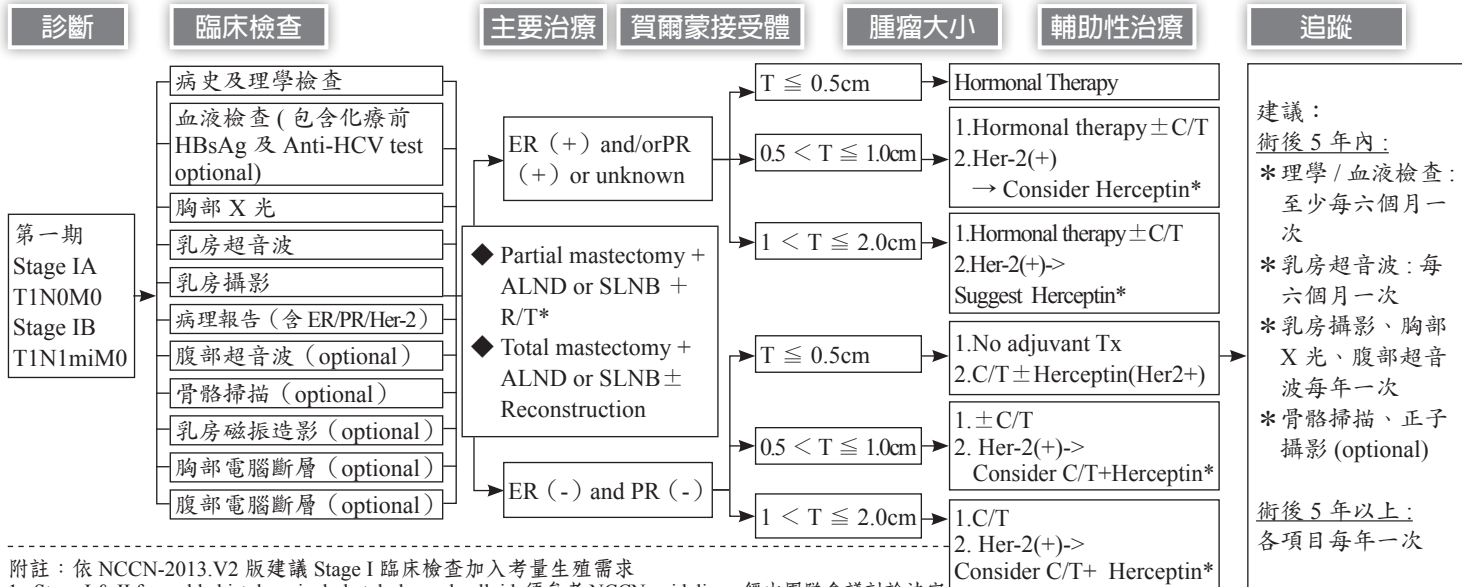 診斷
臨床檢查
主要治療
賀爾蒙接受體
腫瘤大小
輔助性治療
追蹤
第一期
Stage IA
T1N0M0
Stage IB
T1N1miM0
病史及理學檢查
血液檢查 ( 包含化療前
HBsAg 及 Anti-HCV test
optional)
胸部 X 光
乳房超音波
乳房攝影
病理報告（含 ER/PR/Her-2）
腹部超音波（optional）
骨骼掃描（optional）
乳房磁振造影（optional）
胸部電腦斷層（optional）
腹部電腦斷層（optional）
◆ Partial mastectomy +
ALND or SLNB ＋
R/T*
◆ Total mastectomy +
ALND or SLNB±
Reconstruction
ER（+）and/orPR
（+）or unknown
T ≦ 0.5cm
Hormonal Therapy
0.5 < T ≦ 1.0cm
1.Hormonal therapy±C/T
2.Her-2(+)
→ Consider Herceptin*
1 < T ≦ 2.0cm
1.Hormonal therapy±C/T
2.Her-2(+)->
Suggest Herceptin*
ER（-）and PR（-）
T ≦ 0.5cm
1.No adjuvant Tx
2.C/T±Herceptin(Her2+)
0.5 < T ≦ 1.0cm
1.±C/T
2. Her-2(+)->
Consider C/T+Herceptin*
1 < T ≦ 2.0cm
1.C/T
2. Her-2(+)->
Consider C/T+ Herceptin*
建議：
術後 5 年內 :
＊理學 / 血液檢查 :
至少每六個月一
次
＊乳房超音波 : 每
六個月一次
＊乳房攝影、胸部
X 光、腹部超音
波每年一次
＊骨骼掃描、正子
攝影 (optional)
術後 5 年以上 :
各項目每年一次
附註：依 NCCN-2013.V2 版建議 Stage I 臨床檢查加入考量生殖需求